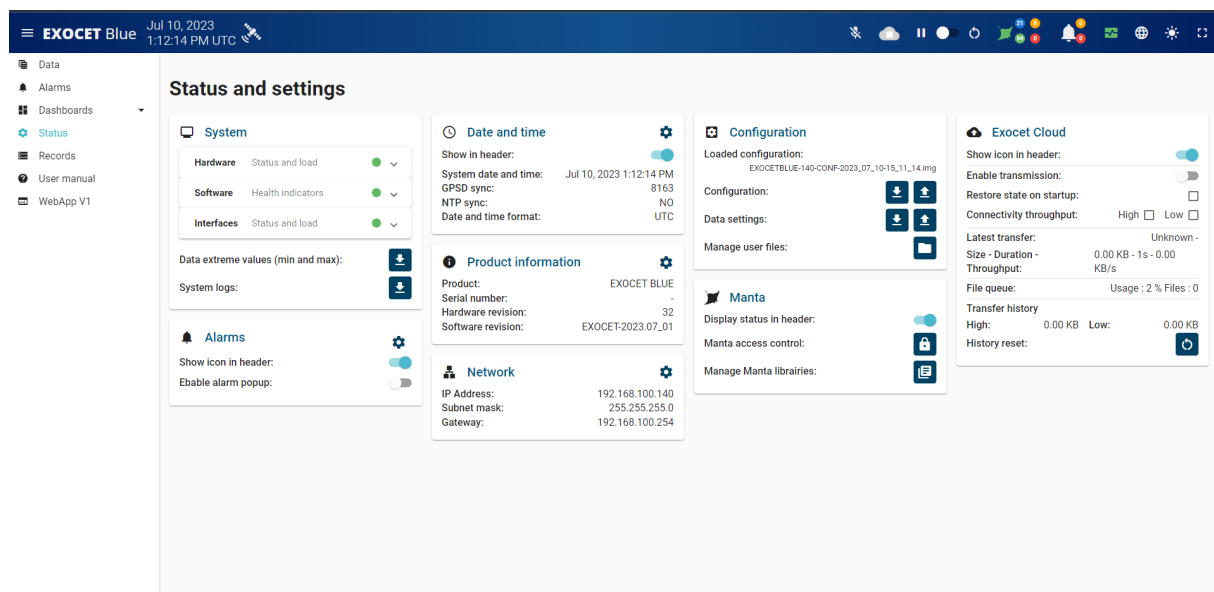 EXOCET Blue
Jul 10, 2023
1:12:14 PM UTC
21 0
54 0
0
0
Data
Alarms
Dashboards
Status
Records
User manual
WebApp V1
Status and settings
System
Hardware Status and load
Software Health indicators
Interfaces Status and load
Data extreme values (min and max):
System logs:
Alarms
Show icon in header:
Ebable alarm popup:
Date and time
Show in header:
System date and time: Jul 10, 2023 1:12:14 PM
GPSD sync: 8163
NTP sync: NO
Date and time format: UTC
Product information
Product: EXOCET BLUE
Serial number: -
Hardware revision: 32
Software revision: EXOCET-2023.07_01
Network
IP Address: 192.168.100.140
Subnet mask: 255.255.255.0
Gateway: 192.168.100.254
Configuration
Loaded configuration:
EXOCETBLUE-140-CONF-2023_07_10-15_11_14.img
Configuration:
Data settings:
Manage user files:
Manta
Display status in header:
Manta access control:
Manage Manta librairies:
Exocet Cloud
Show icon in header:
Enable transmission:
Restore state on startup:
Connectivity throughput: High Low
Latest transfer: Unknown -
Size - Duration - 0.00 KB - 1s - 0.00
Throughput: KB/s
File queue: Usage : 2 % Files : 0
Transfer history
High: 0.00 KB Low: 0.00 KB
History reset: